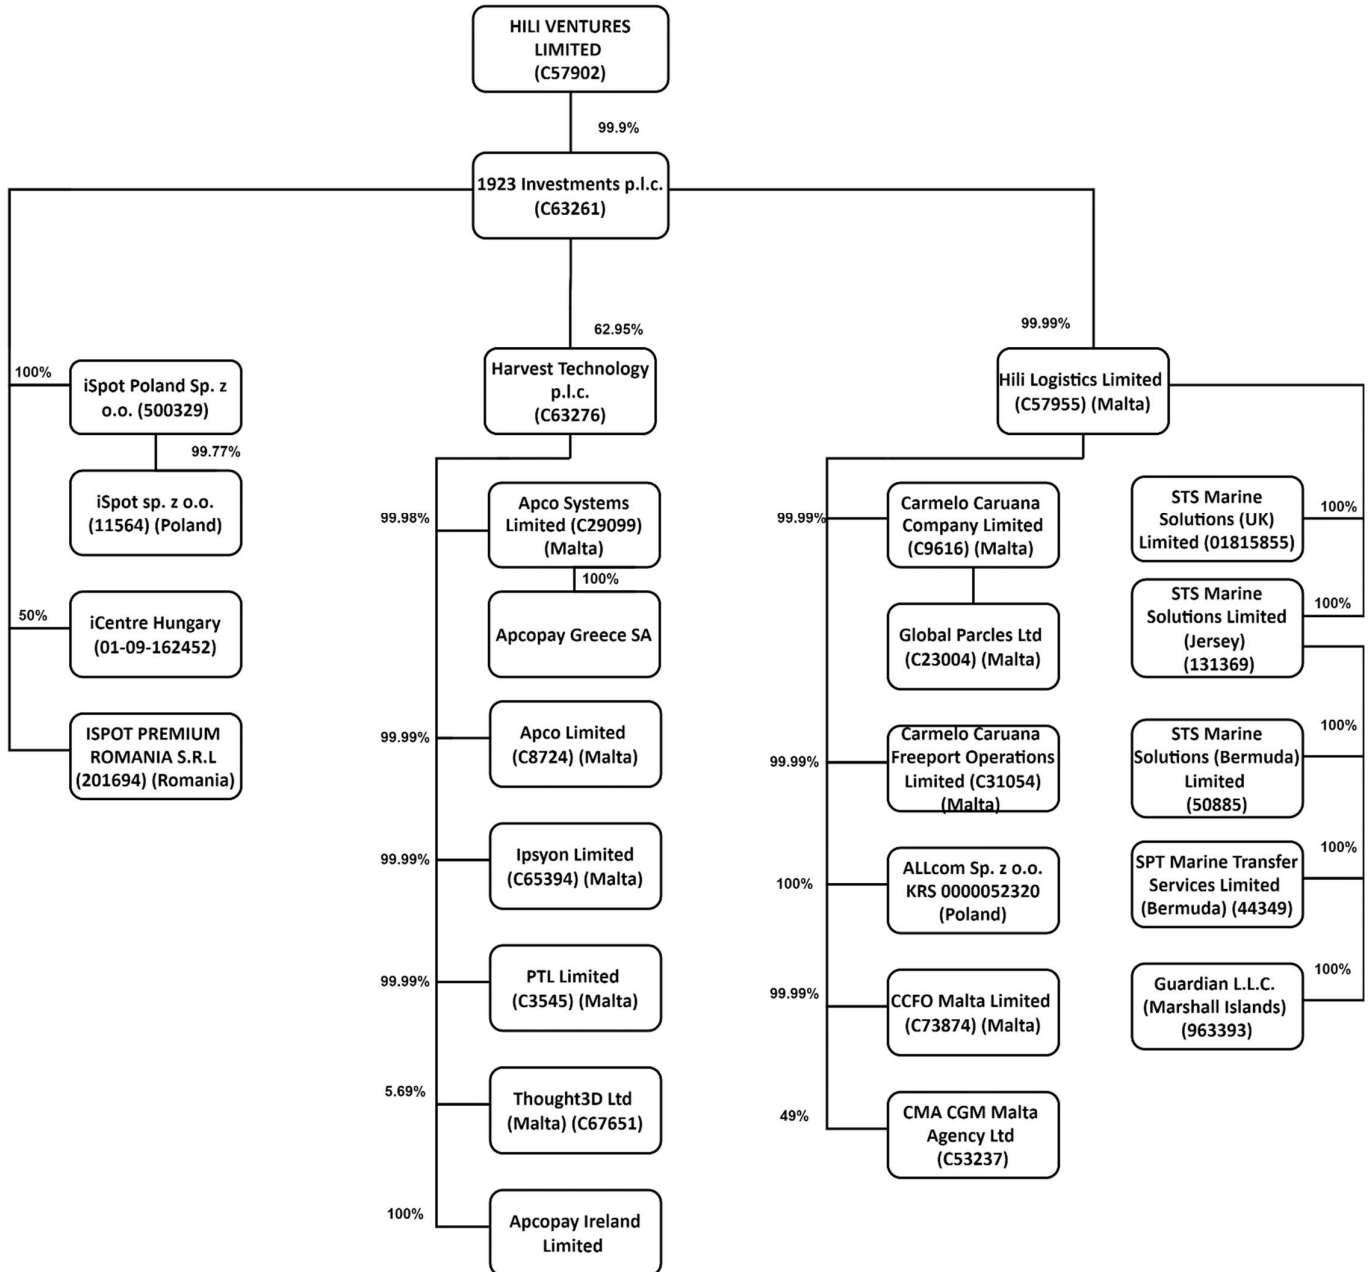 HILI VENTURES
LIMITED
(C57902)
99.9%
1923 Investments p.l.c.
(C63261)
100%
iSpot Poland Sp. z
o.o. (500329)
99.77%
iSpot sp. z o.o.
(11564) (Poland)
50%
iCentre Hungary
(01-09-162452)
ISPOT PREMIUM
ROMANIA S.R.L
(201694) (Romania)
62.95%
Harvest Technology
p.l.c.
(C63276)
99.98%
Apco Systems
Limited (C29099)
(Malta)
100%
Apcopay Greece SA
99.99%
Apco Limited
(C8724) (Malta)
99.99%
Ipsyon Limited
(C65394) (Malta)
99.99%
PTL Limited
(C3545) (Malta)
5.69%
Thought3D Ltd
(Malta) (C67651)
100%
Apcopay Ireland
Limited
99.99%
Hili Logistics Limited
(C57955) (Malta)
99.99%
Carmelo Caruana
Company Limited
(C9616) (Malta)
Global Parcles Ltd
(C23004) (Malta)
99.99%
Carmelo Caruana
Freeport Operations
Limited (C31054)
(Malta)
100%
ALLcom Sp. z o.o.
KRS 0000052320
(Poland)
99.99%
CCFO Malta Limited
(C73874) (Malta)
49%
CMA CGM Malta
Agency Ltd
(C53237)
STS Marine
Solutions (UK)
Limited (01815855)
100%
STS Marine
Solutions Limited
(Jersey)
(131369)
100%
STS Marine
Solutions (Bermuda)
Limited
(50885)
100%
SPT Marine Transfer
Services Limited
(Bermuda) (44349)
100%
Guardian L.L.C.
(Marshall Islands)
(963393)
100%